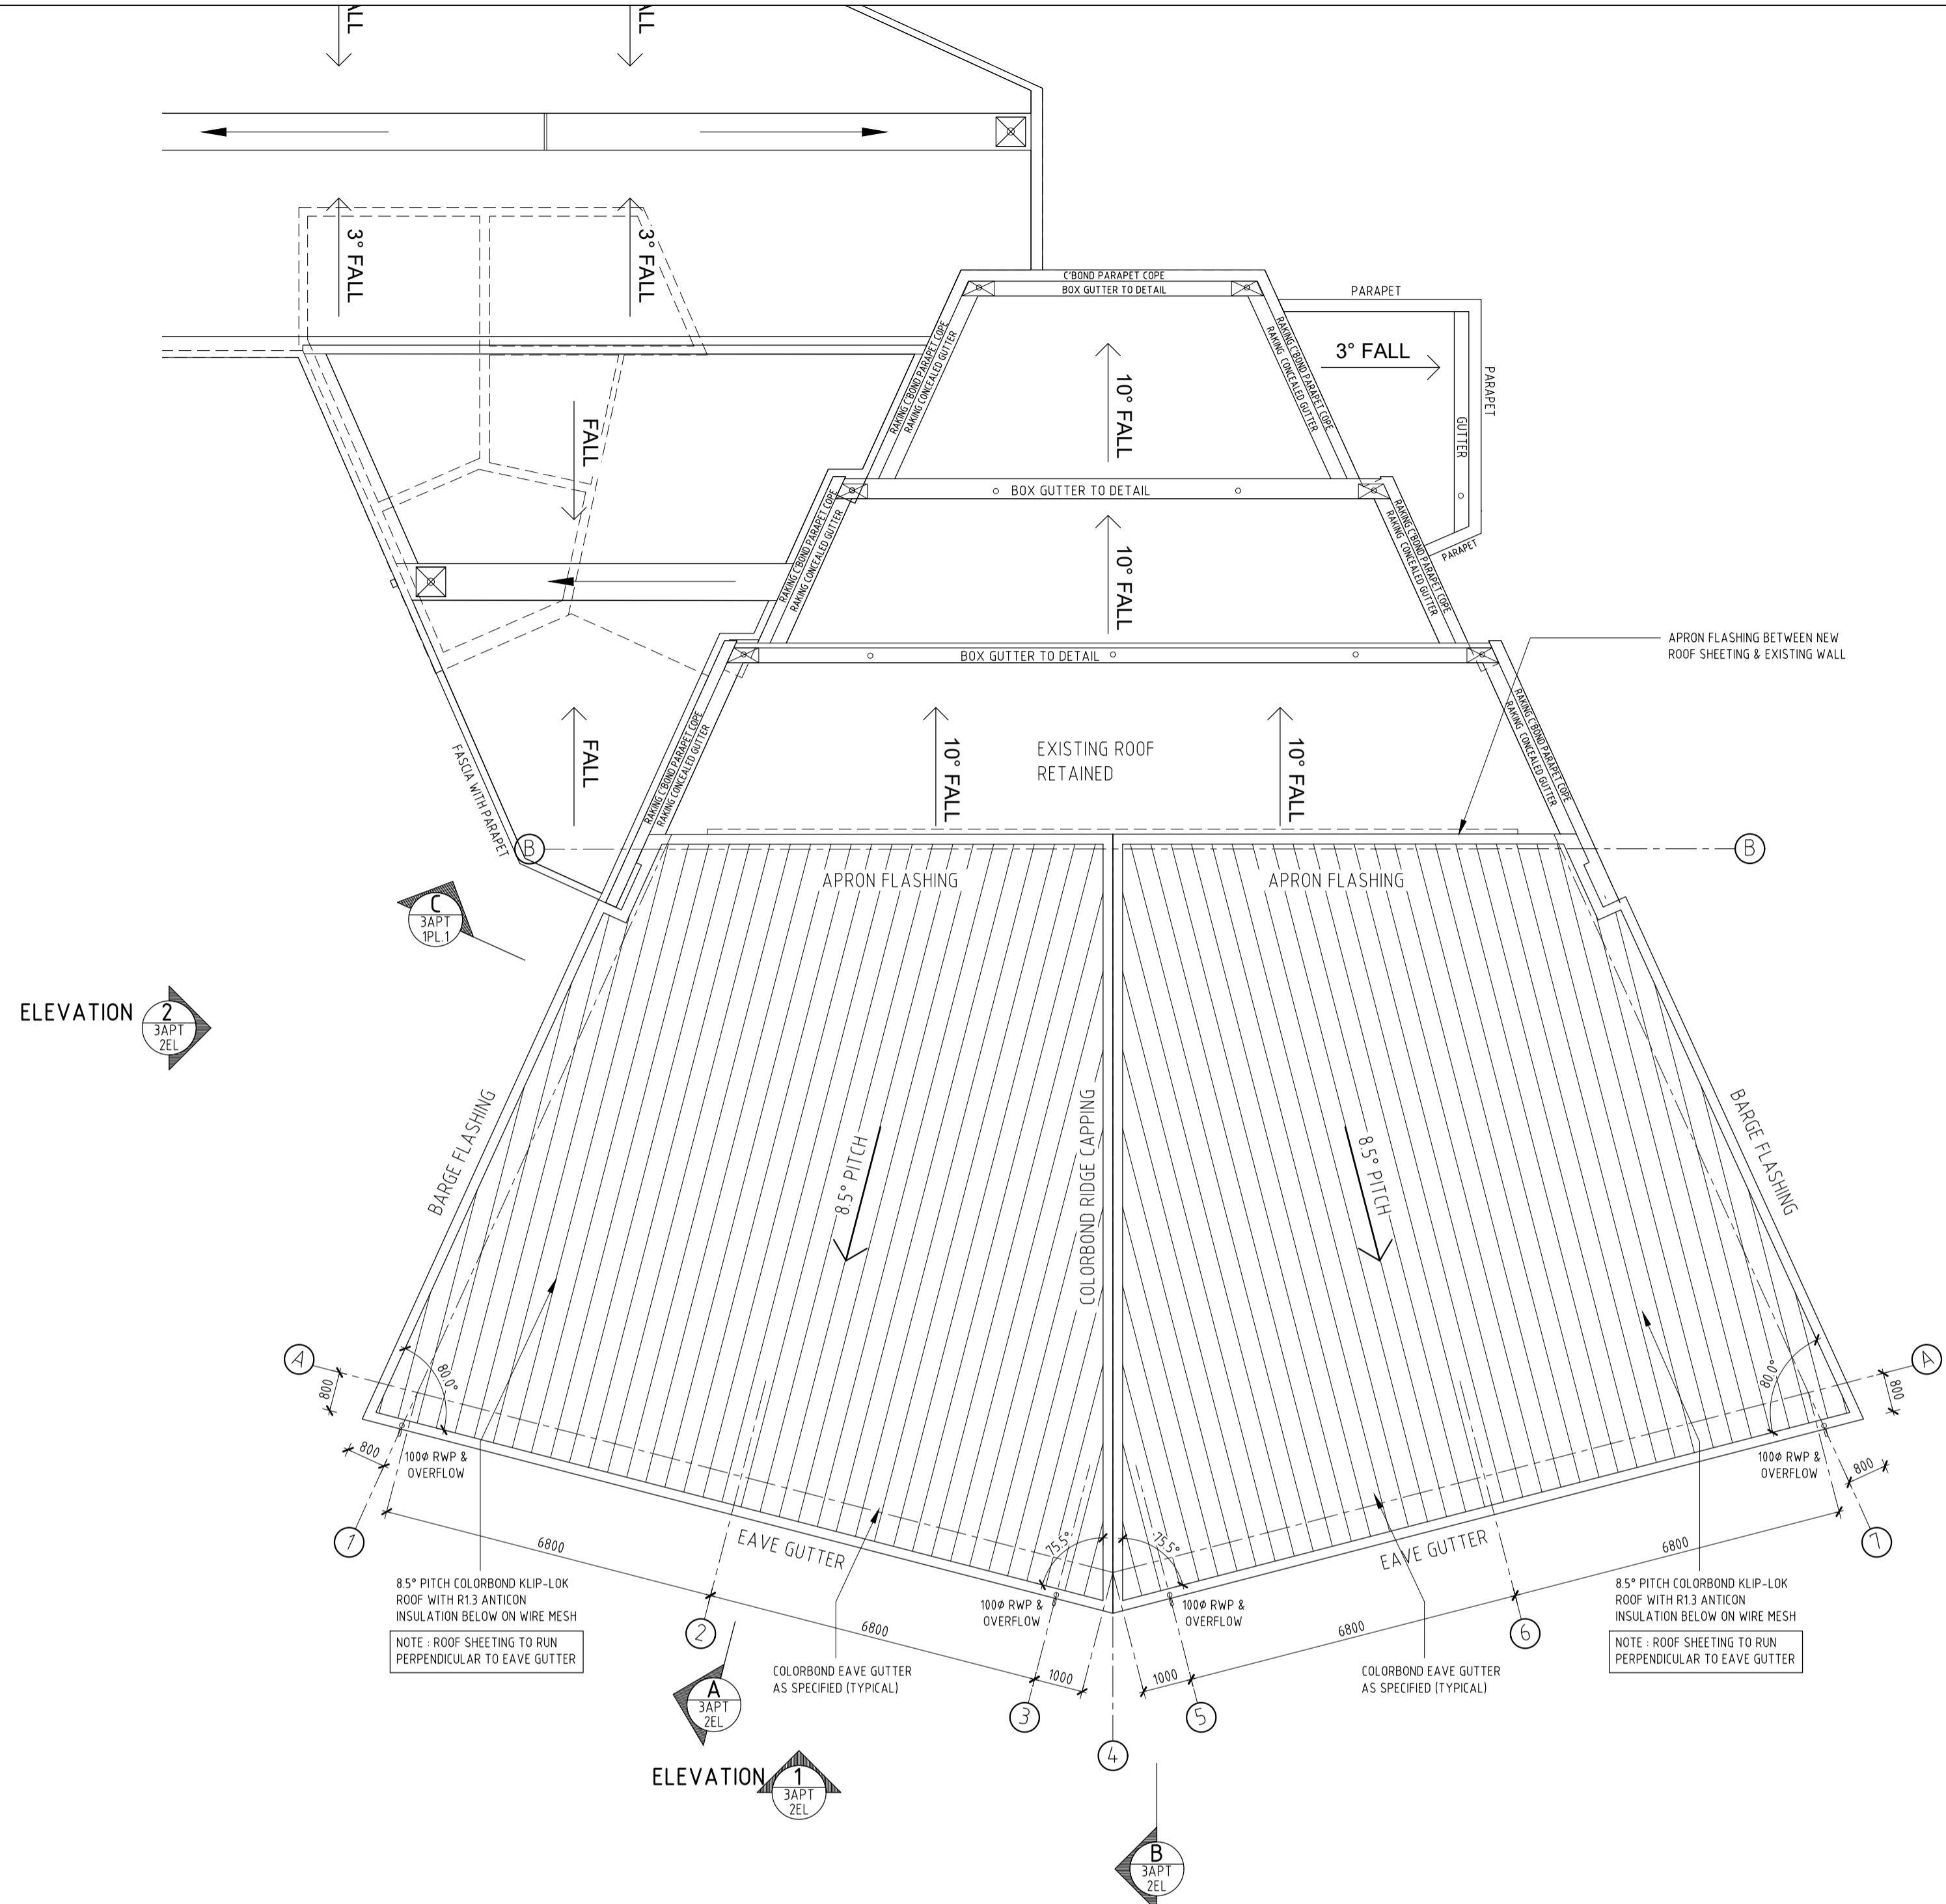 ALL
ALL
3° FALL
3° FALL
C'BOND PARAPET COPE
BOX GUTTER TO DETAIL
PARAPET
RAKING C'BOND PARAPET COPE
RAKING CONCEALED GUTTER
RAKING C'BOND PARAPET COPE
RAKING CONCEALED GUTTER
3° FALL
PARAPET
GUTTER
10° FALL
FALL
BOX GUTTER TO DETAIL
RAKING C'BOND PARAPET COPE
RAKING CONCEALED GUTTER
RAKING C'BOND PARAPET COPE
RAKING CONCEALED GUTTER
PARAPET
10° FALL
APRON FLASHING BETWEEN NEW
ROOF SHEETING & EXISTING WALL
BOX GUTTER TO DETAIL
RAKING C'BOND PARAPET COPE
RAKING CONCEALED GUTTER
RAKING C'BOND PARAPET COPE
RAKING CONCEALED GUTTER
FALL
FASCIA WITH PARAPET
10° FALL
EXISTING ROOF
RETAINED
10° FALL
B
B
APRON FLASHING
APRON FLASHING
C
3APT
1PL.1
ELEVATION
2
3APT
2EL
BARGE FLASHING
8.5° PITCH
COLORBOND RIDGE CAPPING
8.5° PITCH
BARGE FLASHING
A
A
800
80.0°
80.0°
800
800
100ø RWP &
OVERFLOW
100ø RWP &
OVERFLOW
800
1
7
6800
EAVE GUTTER
75.5°
75.5°
EAVE GUTTER
6800
8.5° PITCH COLORBOND KLIP-LOK
ROOF WITH R1.3 ANTICON
INSULATION BELOW ON WIRE MESH
NOTE : ROOF SHEETING TO RUN
PERPENDICULAR TO EAVE GUTTER
100ø RWP &
OVERFLOW
100ø RWP &
OVERFLOW
8.5° PITCH COLORBOND KLIP-LOK
ROOF WITH R1.3 ANTICON
INSULATION BELOW ON WIRE MESH
NOTE : ROOF SHEETING TO RUN
PERPENDICULAR TO EAVE GUTTER
2
6800
6800
6
COLORBOND EAVE GUTTER
AS SPECIFIED (TYPICAL)
1000
1000
COLORBOND EAVE GUTTER
AS SPECIFIED (TYPICAL)
A
3APT
2EL
3
5
4
ELEVATION
1
3APT
2EL
B
3APT
2EL